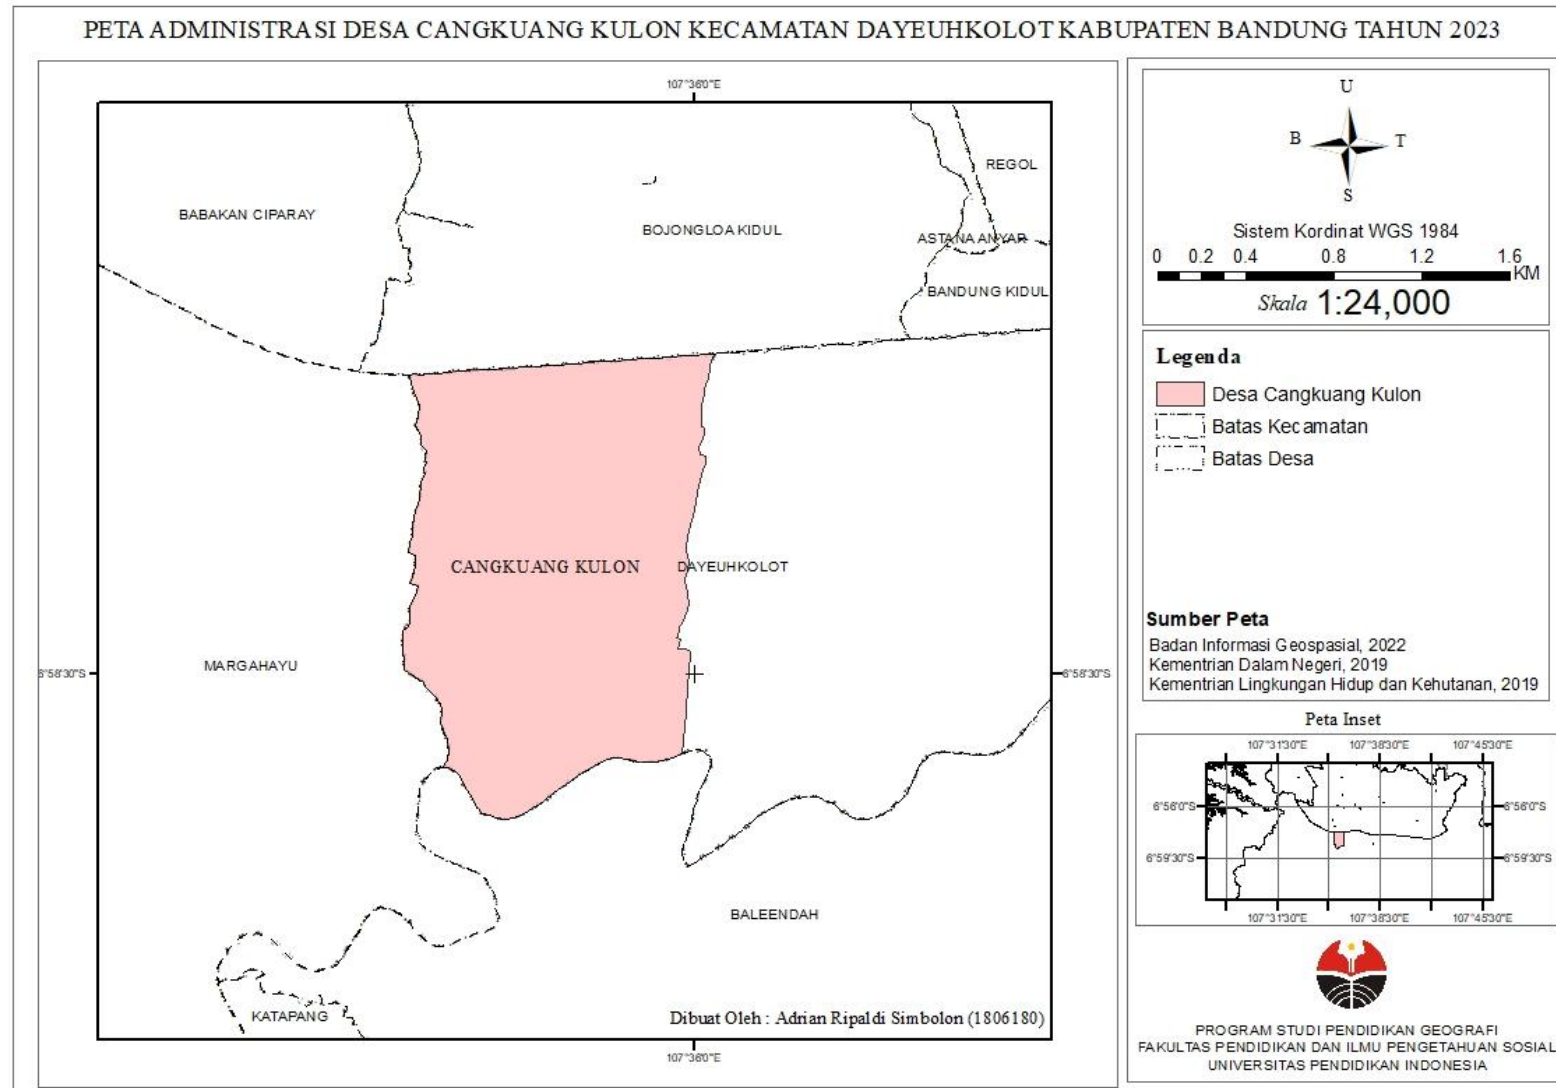 PETA ADMINISTRASI DESA CANGKUANG KULON KECAMATAN DAYEUHKOLOT KABUPATEN BANDUNG TAHUN 2023
107°36'0"E
BABAKAN CIPARAY
BOJONGLOA KIDUL
REGOL
ASTANA ANYAR
BANDUNG KIDUL
CANGKUANG KULON
DAYEUHKOLOT
MARGAHAYU
6°58'30"S
6°58'30"S
BALEENDAH
KATAPANG
Dibuat Oleh : Adrian Ripaldi Simbolon (1806180)
107°36'0"E
U
B T
S
Sistem Kordinat WGS 1984
0 0.2 0.4 0.8 1.2 1.6
KM
Skala 1:24,000
Legenda
Desa Cangkuang Kulon
Batas Kecamatan
Batas Desa
Sumber Peta
Badan Informasi Geospasial, 2022
Kementrian Dalam Negeri, 2019
Kementrian Lingkungan Hidup dan Kehutanan, 2019
Peta Inset
107°31'30"E 107°38'30"E 107°45'30"E
6°56'0"S 6°56'0"S
6°59'30"S 6°59'30"S
107°31'30"E 107°38'30"E 107°45'30"E
PROGRAM STUDI PENDIDIKAN GEOGRAFI
FAKULTAS PENDIDIKAN DAN ILMU PENGETAHUAN SOSIAL
UNIVERSITAS PENDIDIKAN INDONESIA